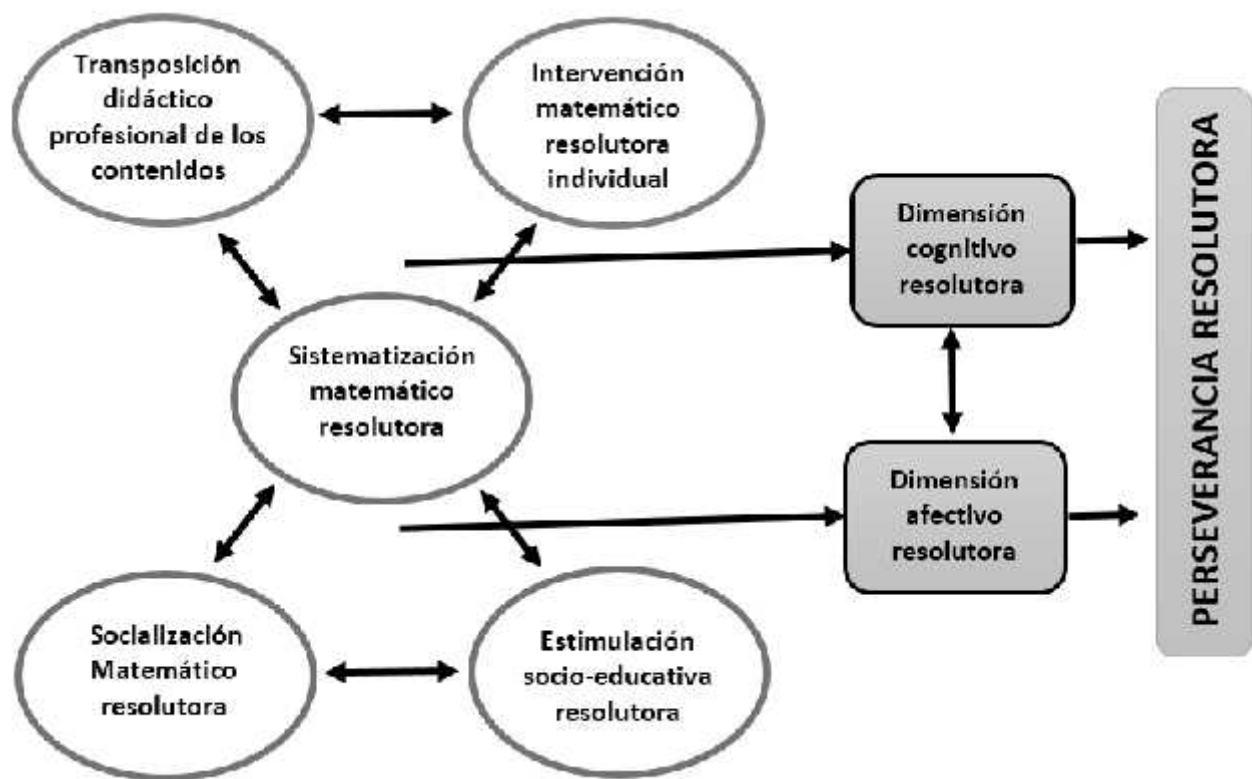 Transposición
didáctico
profesional de los
contenidos
Intervención
matemático
resolutora
individual
Sistematización
matemático
resolutora
Socialización
Matemático
resolutora
Estimulación
socio-educativa
resolutora
Dimensión
cognitivo
resolutora
Dimensión
afectivo
resolutora
PERSEVERANCIA RESOLUTORA